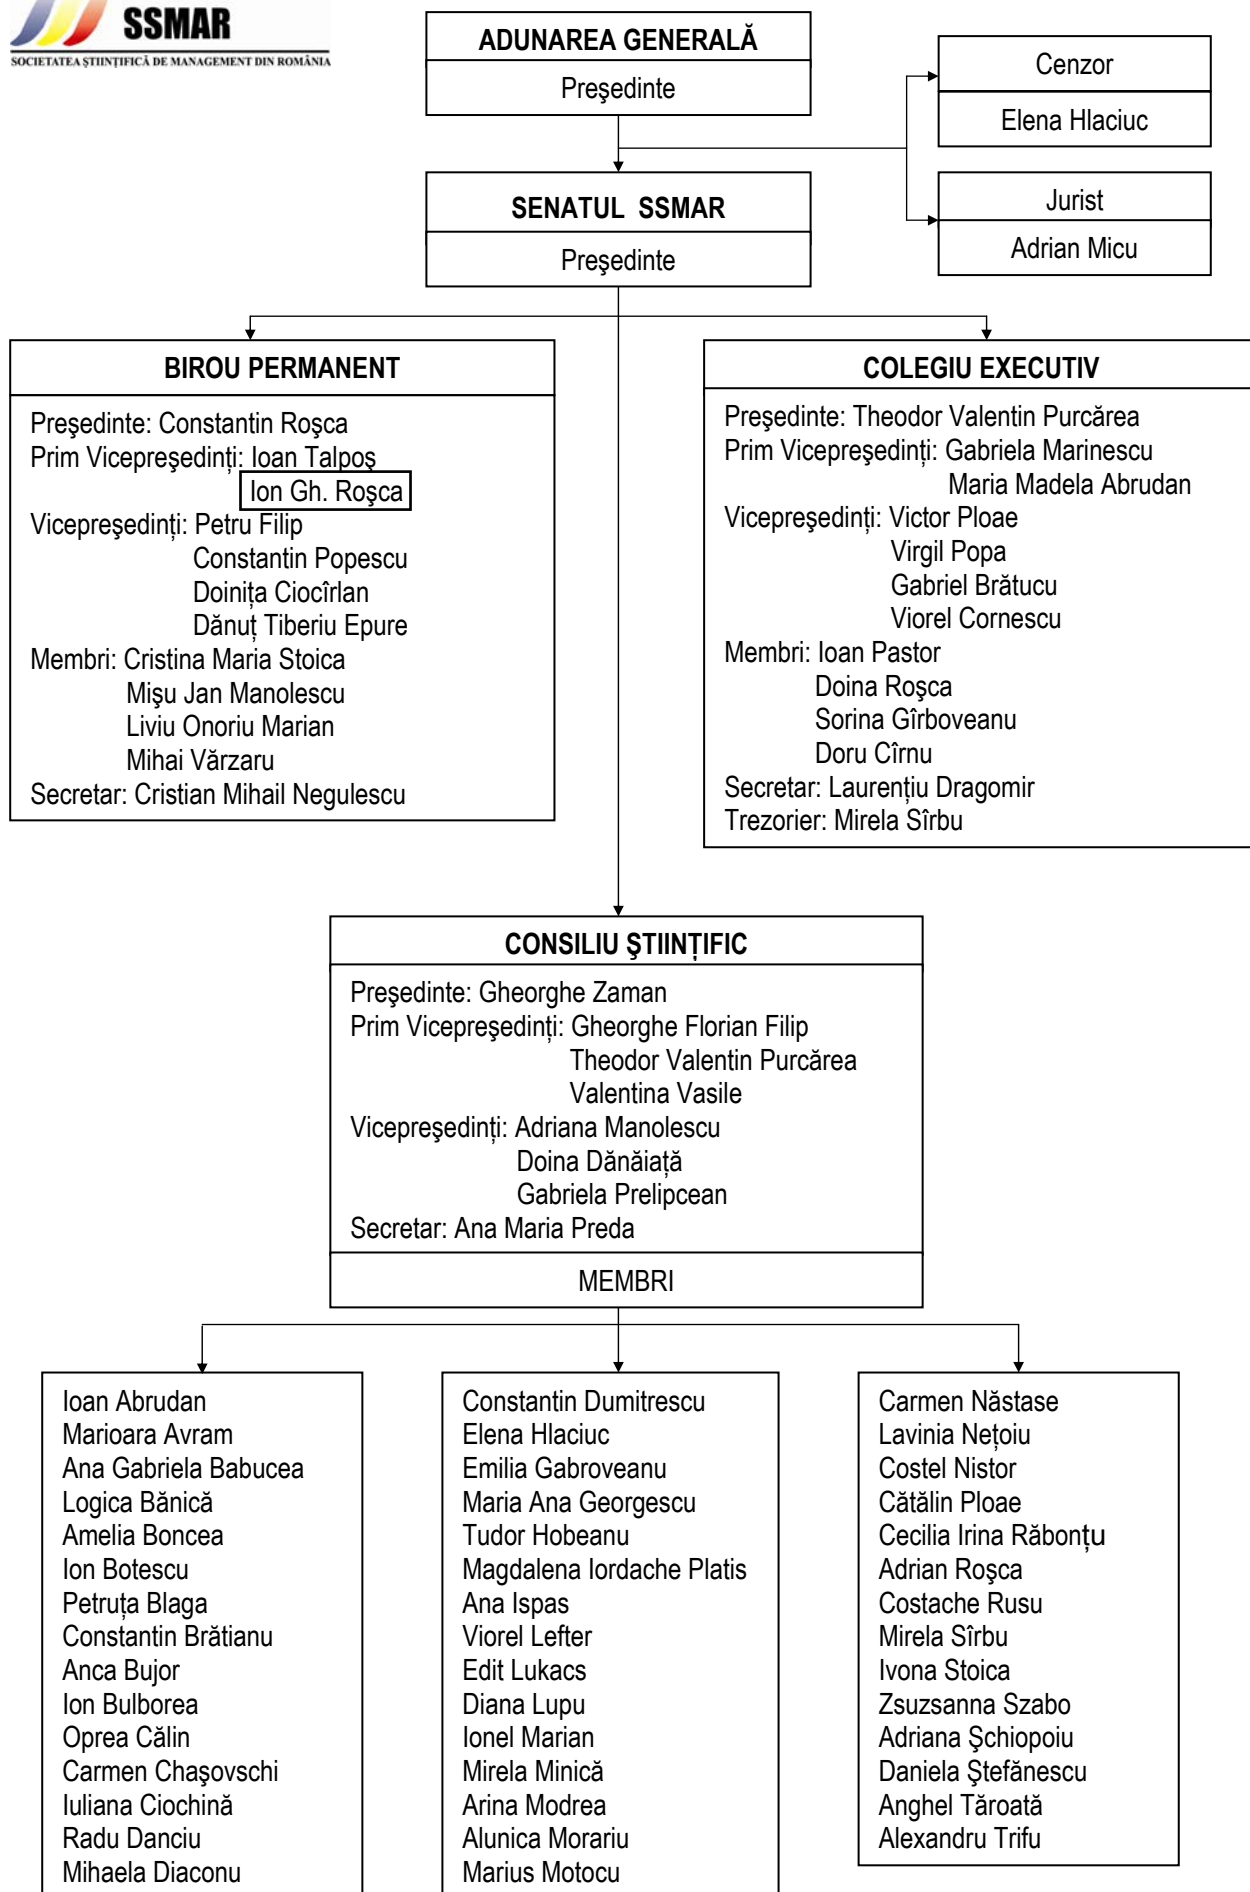 SSMAR
SOCIETATEA ŞTIINŢIFICĂ DE MANAGEMENT DIN ROMÂNIA
ADUNAREA GENERALĂ
Preşedinte
Cenzor
Elena Hlaciuc
Jurist
Adrian Micu
SENATUL SSMAR
Preşedinte
BIROU PERMANENT
Preşedinte: Constantin Roşca
Prim Vicepreşedinţi: Ioan Talpoş
Ion Gh. Roşca
Vicepreşedinţi: Petru Filip
Constantin Popescu
Doiniţa Ciocîrlan
Dănuţ Tiberiu Epure
Membri: Cristina Maria Stoica
Mişu Jan Manolescu
Liviu Onoriu Marian
Mihai Vărzaru
Secretar: Cristian Mihail Negulescu
COLEGIU EXECUTIV
Preşedinte: Theodor Valentin Purcărea
Prim Vicepreşedinţi: Gabriela Marinescu
Maria Madela Abrudan
Vicepreşedinţi: Victor Ploae
Virgil Popa
Gabriel Brătucu
Viorel Cornescu
Membri: Ioan Pastor
Doina Roşca
Sorina Gîrboveanu
Doru Cîrnu
Secretar: Laurenţiu Dragomir
Trezorier: Mirela Sîrbu
CONSILIU ŞTIINŢIFIC
Preşedinte: Gheorghe Zaman
Prim Vicepreşedinţi: Gheorghe Florian Filip
Theodor Valentin Purcărea
Valentina Vasile
Vicepreşedinţi: Adriana Manolescu
Doina Dănăiaţă
Gabriela Prelipcean
Secretar: Ana Maria Preda
MEMBRI
Ioan Abrudan
Marioara Avram
Ana Gabriela Babucea
Logica Bănică
Amelia Boncea
Ion Botescu
Petruţa Blaga
Constantin Brătianu
Anca Bujor
Ion Bulborea
Oprea Călin
Carmen Chaşovschi
Iuliana Ciochină
Radu Danciu
Mihaela Diaconu
Constantin Dumitrescu
Elena Hlaciuc
Emilia Gabroveanu
Maria Ana Georgescu
Tudor Hobeanu
Magdalena Iordache Platis
Ana Ispas
Viorel Lefter
Edit Lukacs
Diana Lupu
Ionel Marian
Mirela Minică
Arina Modrea
Alunica Morariu
Marius Motocu
Carmen Năstase
Lavinia Neţoiu
Costel Nistor
Cătălin Ploae
Cecilia Irina Răbonţu
Adrian Roşca
Costache Rusu
Mirela Sîrbu
Ivona Stoica
Zsuzsanna Szabo
Adriana Şchiopoiu
Daniela Ştefănescu
Anghel Tăroată
Alexandru Trifu